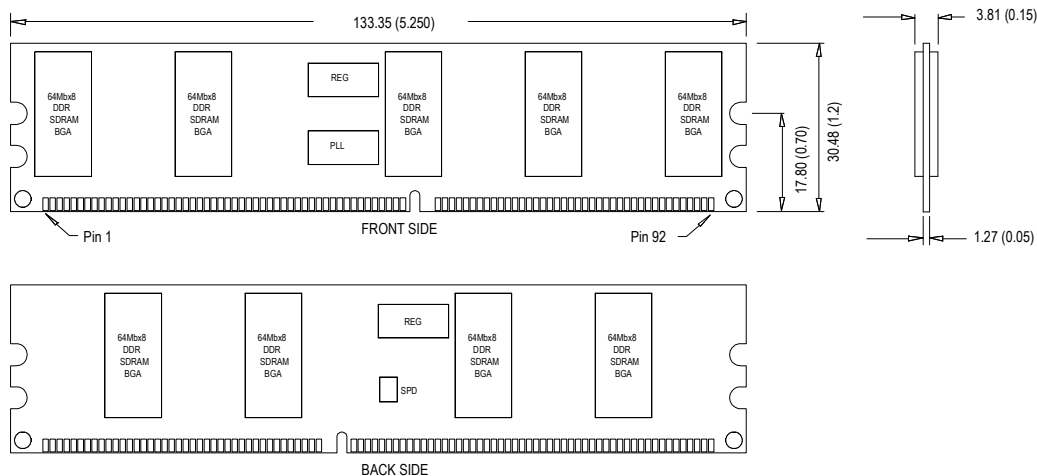 133.35 (5.250)
3.81 (0.15)
64Mbx8
DDR
SDRAM
BGA
64Mbx8
DDR
SDRAM
BGA
REG
PLL
64Mbx8
DDR
SDRAM
BGA
64Mbx8
DDR
SDRAM
BGA
64Mbx8
DDR
SDRAM
BGA
17.80 (0.70)
30.48 (1.2)
Pin 1
FRONT SIDE
Pin 92
1.27 (0.05)
64Mbx8
DDR
SDRAM
BGA
64Mbx8
DDR
SDRAM
BGA
REG
SPD
64Mbx8
DDR
SDRAM
BGA
64Mbx8
DDR
SDRAM
BGA
BACK SIDE